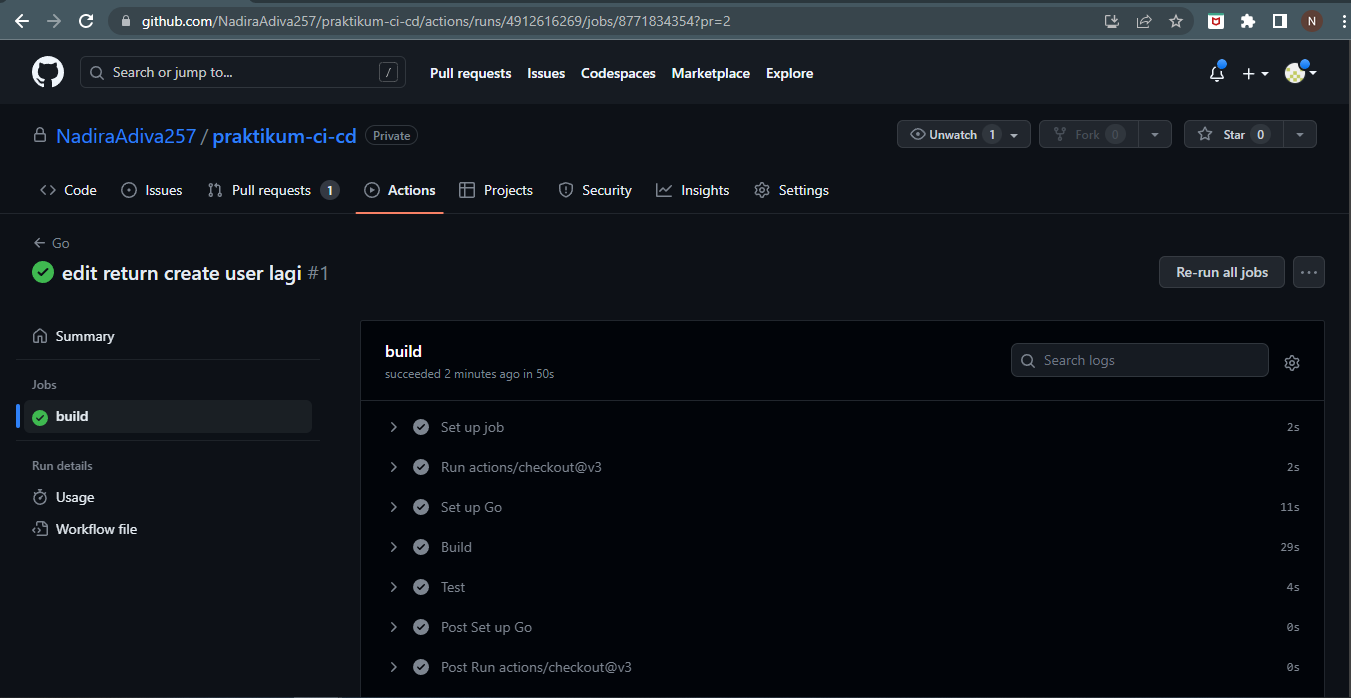 github.com/NadiraAdiva257/praktikum-ci-cd/actions/runs/4912616269/jobs/8771834354?pr=2
N
Search or jump to... /
Pull requests Issues Codespaces Marketplace Explore
NadiraAdiva257 / praktikum-ci-cd Private
Unwatch 1 Fork 0 Star 0
Code Issues Pull requests 1 Actions Projects Security Insights Settings
Go
edit return create user lagi #1
Re-run all jobs
Summary
Jobs
build
Run details
Usage
Workflow file
build
succeeded 2 minutes ago in 50s
Search logs
Set up job 2s
Run actions/checkout@v3 2s
Set up Go 11s
Build 29s
Test 4s
Post Set up Go 0s
Post Run actions/checkout@v3 0s